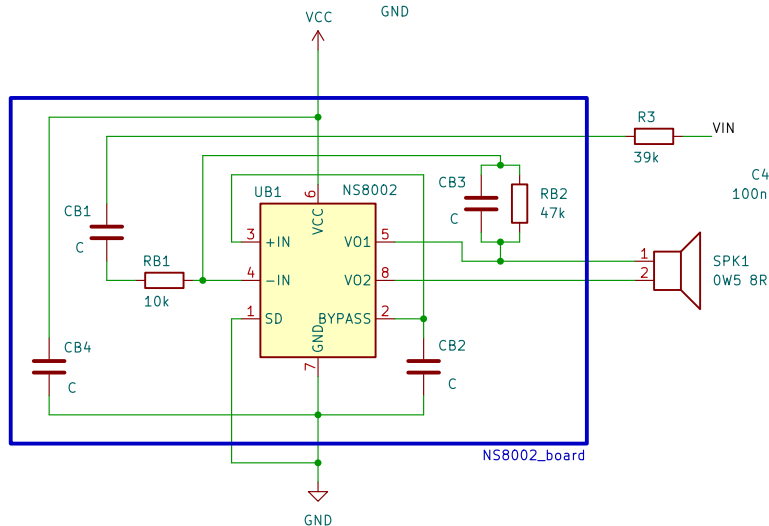 GND
VCC
R3
VIN
39k
C4
100n
CB3
C
RB2
47k
UB1
NS8002
6
VCC
CB1
C
3
+IN
VO1
5
RB1
10k
4
-IN
VO2
8
1
2
SPK1
0W5 8R
1
SD
BYPASS
2
GND
7
CB4
C
CB2
C
NS8002_board
GND